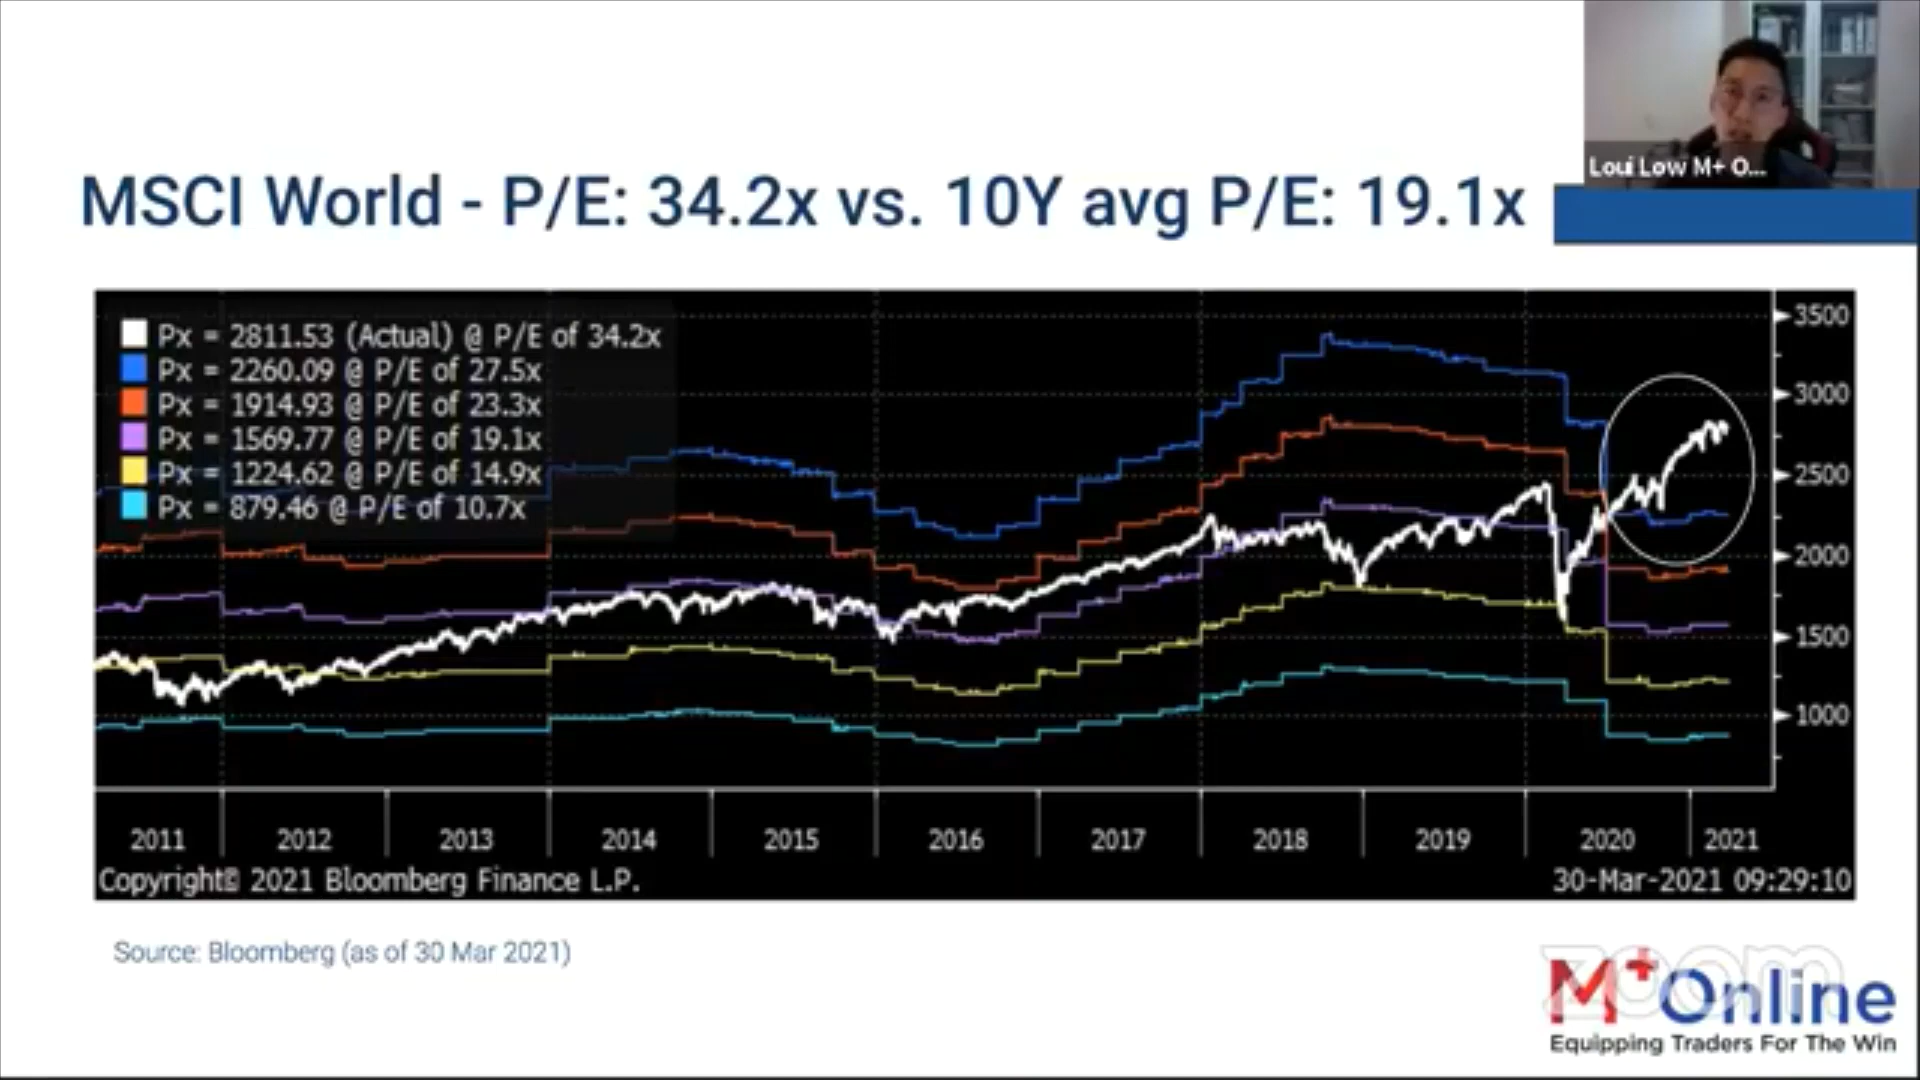 Loui Low M+ O...
MSCI World - P/E: 34.2x vs. 10Y avg P/E: 19.1x
Px = 2811.53 (Actual) @ P/E of 34.2x
Px = 2260.09 @ P/E of 27.5x
Px = 1914.93 @ P/E of 23.3x
Px = 1569.77 @ P/E of 19.1x
Px = 1224.62 @ P/E of 14.9x
Px = 879.46 @ P/E of 10.7x
3500
3000
2500
2000
1500
1000
2011 2012 2013 2014 2015 2016 2017 2018 2019 2020 2021
Copyright© 2021 Bloomberg Finance L.P. 30-Mar-2021 09:29:10
Source: Bloomberg (as of 30 Mar 2021)
zoom
M+ Online
Equipping Traders For The Win